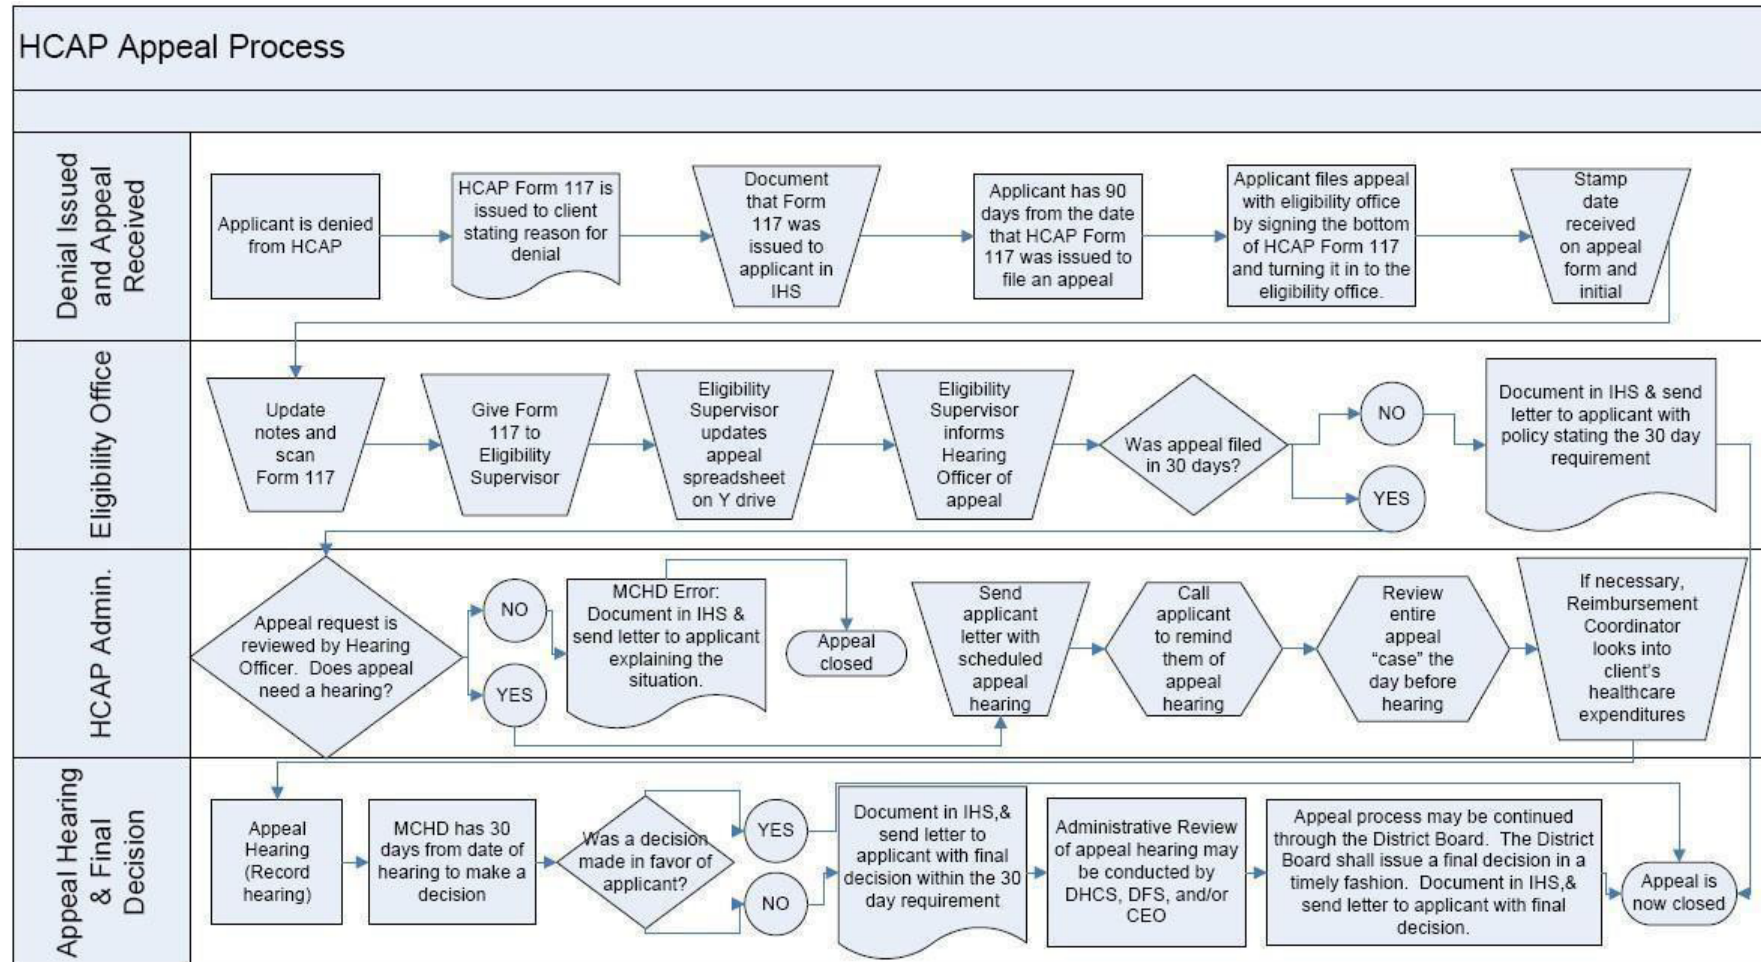 HCAP Appeal Process
Denial Issued
and Appeal
Received
Applicant is denied
from HCAP
HCAP Form 117 is
issued to client
stating reason for
denial
Document
that Form
117 was
issued to
applicant in
IHS
Applicant has 90
days from the date
that HCAP Form
117 was issued to
file an appeal
Applicant files appeal
with eligibility office
by signing the bottom
of HCAP Form 117
and turning it in to the
eligibility office.
Stamp
date
received
on appeal
form and
initial
Eligibility Office
Update
notes and
scan
Form 117
Give Form
117 to
Eligibility
Supervisor
Eligibility
Supervisor
updates
appeal
spreadsheet
on Y drive
Eligibility
Supervisor
informs
Hearing
Officer of
appeal
Was appeal filed
in 30 days?
NO
YES
Document in IHS & send
letter to applicant with
policy stating the 30 day
requirement
HCAP Admin.
Appeal request is
reviewed by Hearing
Officer. Does appeal
need a hearing?
NO
YES
MCHD Error:
Document in IHS &
send letter to applicant
explaining the
situation.
Appeal
closed
Send
applicant
letter with
scheduled
appeal
hearing
Call
applicant
to remind
them of
appeal
hearing
Review
entire
appeal
“case” the
day before
hearing
If necessary,
Reimbursement
Coordinator
looks into
client's
healthcare
expenditures
Appeal Hearing
& Final
Decision
Appeal
Hearing
(Record
hearing)
MCHD has 30
days from date of
hearing to make a
decision
Was a decision
made in favor of
applicant?
YES
NO
Document in IHS,&
send letter to
applicant with final
decision within the 30
day requirement
Administrative Review
of appeal hearing may
be conducted by
DHCS, DFS, and/or
CEO
Appeal process may be continued
through the District Board. The District
Board shall issue a final decision in a
timely fashion. Document in IHS,&
send letter to applicant with final
decision.
Appeal is
now closed